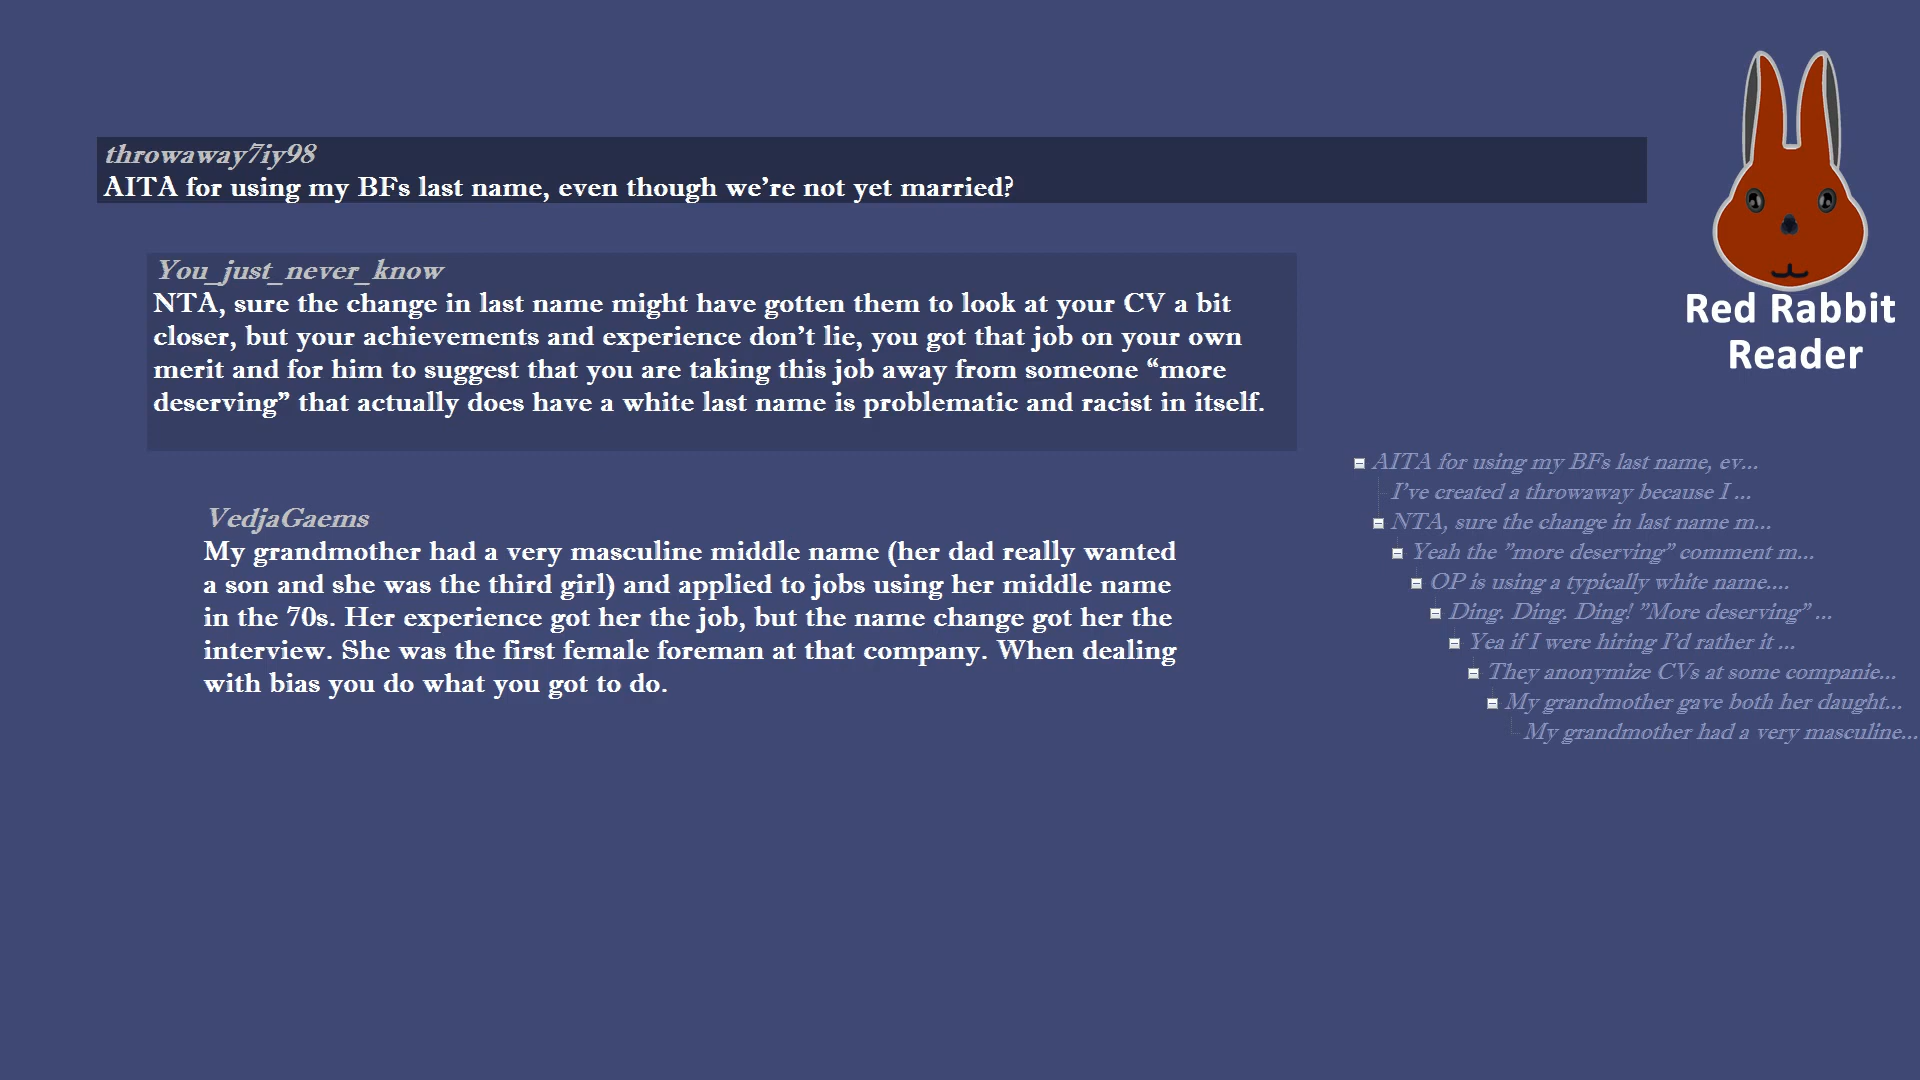 throwaway7iy98
AITA for using my BFs last name, even though we’re not yet married?
You_just_never_know
NTA, sure the change in last name might have gotten them to look at your CV a bit
closer, but your achievements and experience don’t lie, you got that job on your own
merit and for him to suggest that you are taking this job away from someone “more
deserving” that actually does have a white last name is problematic and racist in itself.
VedjaGaems
My grandmother had a very masculine middle name (her dad really wanted
a son and she was the third girl) and applied to jobs using her middle name
in the 70s. Her experience got her the job, but the name change got her the
interview. She was the first female foreman at that company. When dealing
with bias you do what you got to do.
Red Rabbit
Reader
AITA for using my BFs last name, ev...
I’ve created a throwaway because I ...
NTA, sure the change in last name m...
Yeah the ”more deserving” comment m...
OP is using a typically white name....
Ding. Ding. Ding! ”More deserving” ...
Yea if I were hiring I’d rather it ...
They anonymize CVs at some companie...
My grandmother gave both her daught...
My grandmother had a very masculine...